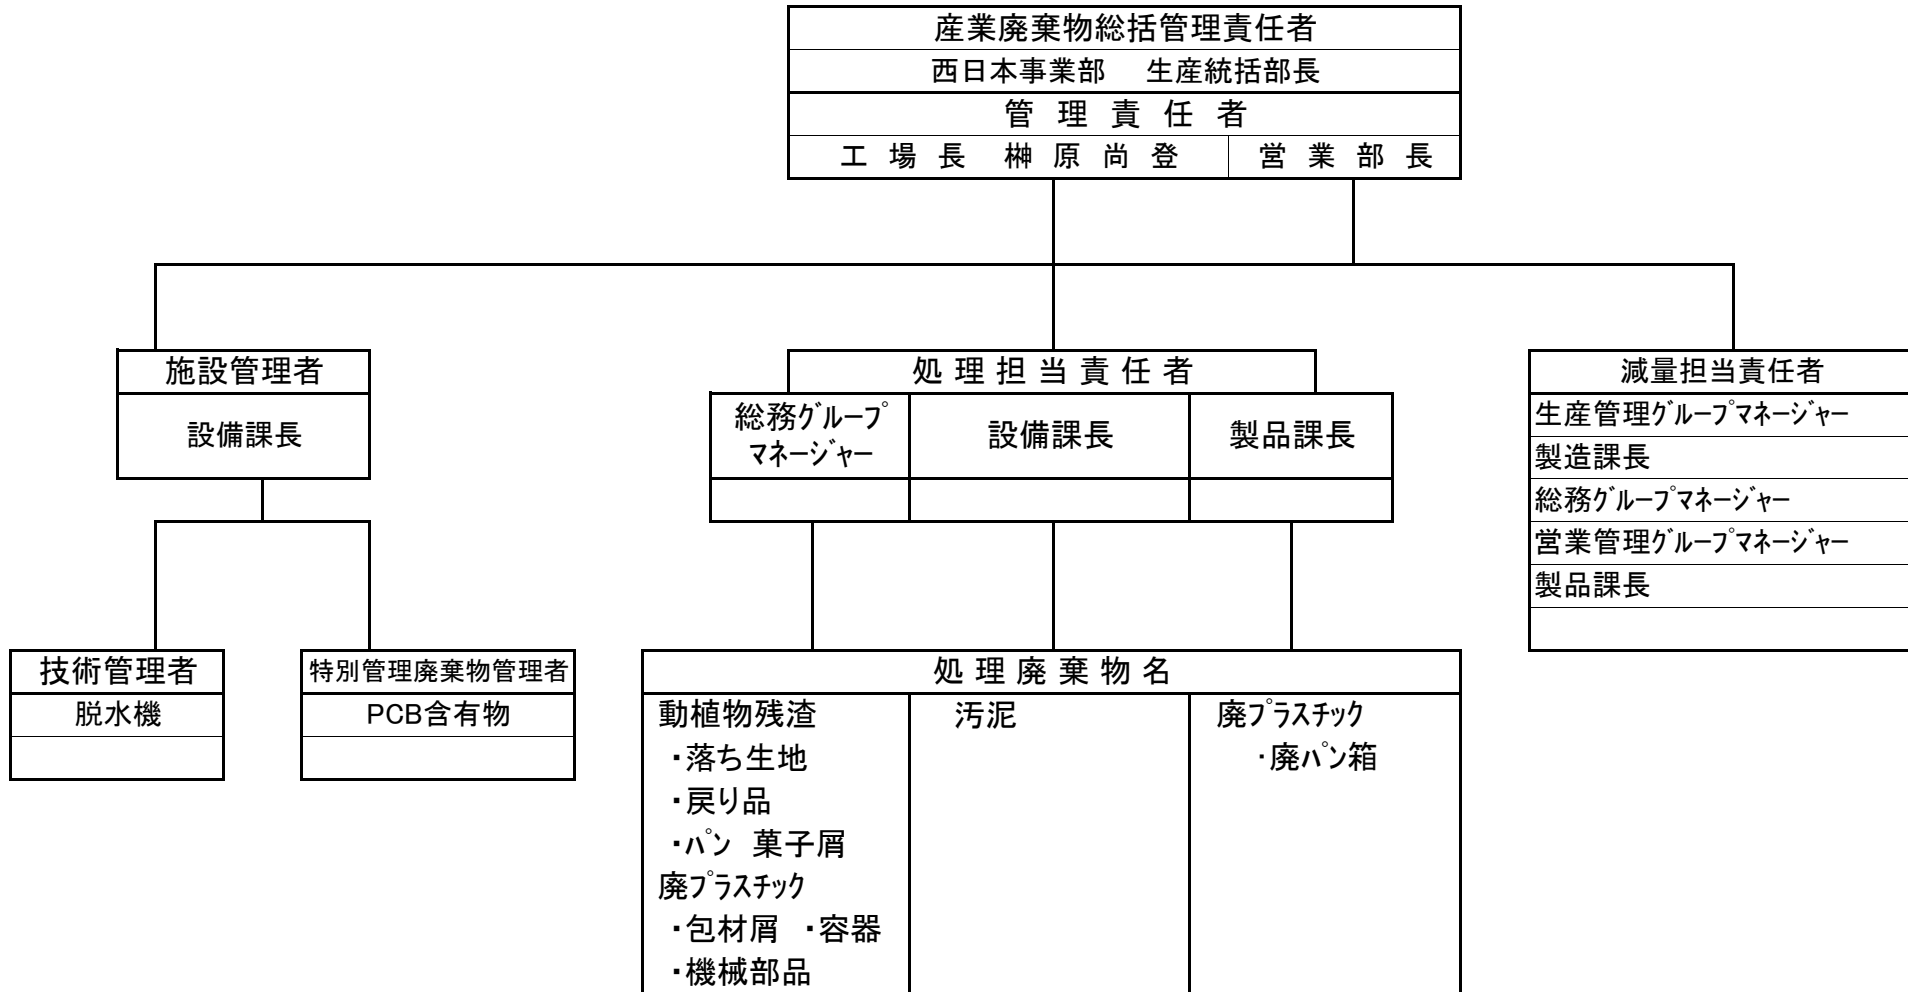 産業廃棄物総括管理責任者
西日本事業部 生産統括部長
管 理 責 任 者
工 場 長 榊 原 尚 登
営 業 部 長
施設管理者
設備課長
処 理 担 当 責 任 者
総務グループ
マネージャー
設備課長
製品課長
減量担当責任者
生産管理グループマネージャー
製造課長
総務グループマネージャー
営業管理グループマネージャー
製品課長
技術管理者
脱水機
特別管理廃棄物管理者
PCB含有物
処 理 廃 棄 物 名
動植物残渣
・落ち生地
・戻り品
・パン 菓子屑
廃プラスチック
・包材屑 ・容器
・機械部品
汚泥
廃プラスチック
・廃パン箱